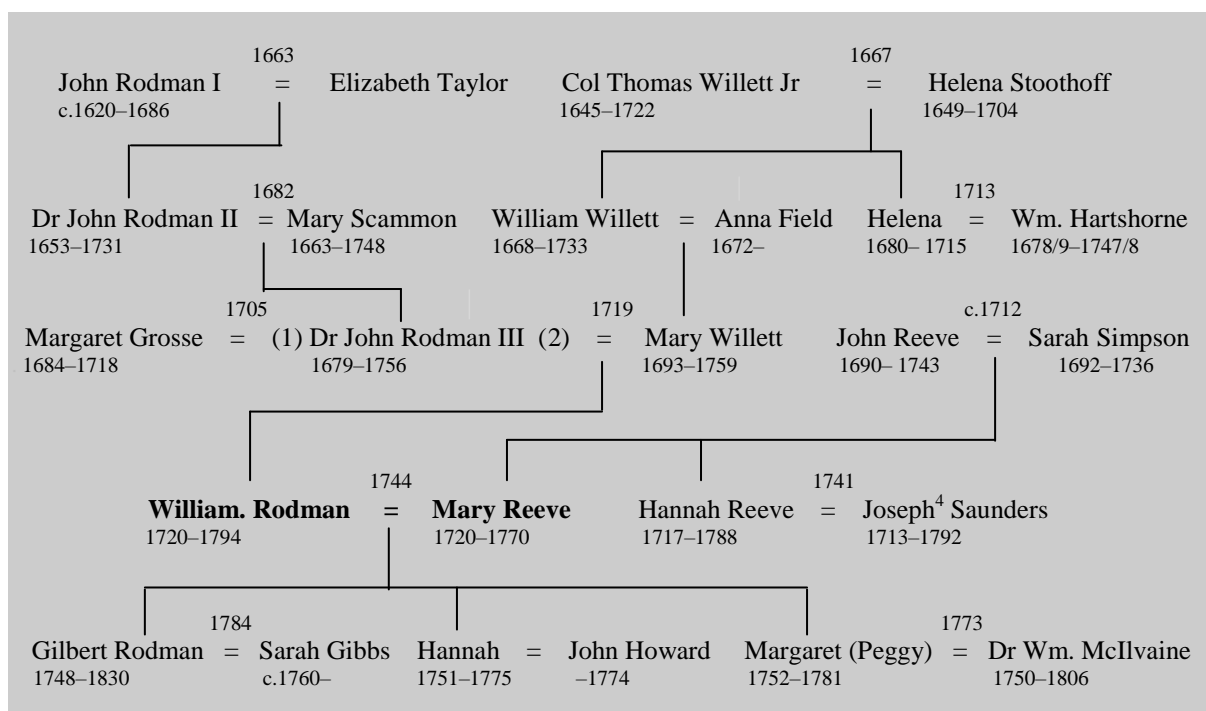 1663 1667
John Rodman I = Elizabeth Taylor Col Thomas Willett Jr = Helena Stoothoff
c.1620–1686 1645–1722 1649–1704
1682 1713
Dr John Rodman II = Mary Scammon William Willett = Anna Field Helena = Wm. Hartshorne
1653–1731 1663–1748 1668–1733 1672– 1680– 1715 1678/9–1747/8
1705 1719 c.1712
Margaret Grosse = (1) Dr John Rodman III (2) = Mary Willett John Reeve = Sarah Simpson
1684–1718 1679–1756 1693–1759 1690– 1743 1692–1736
1744 1741
William. Rodman = Mary Reeve Hannah Reeve = Joseph⁴ Saunders
1720–1794 1720–1770 1717–1788 1713–1792
1784 1773
Gilbert Rodman = Sarah Gibbs Hannah = John Howard Margaret (Peggy) = Dr Wm. McIlvaine
1748–1830 c.1760– 1751–1775 –1774 1752–1781 1750–1806